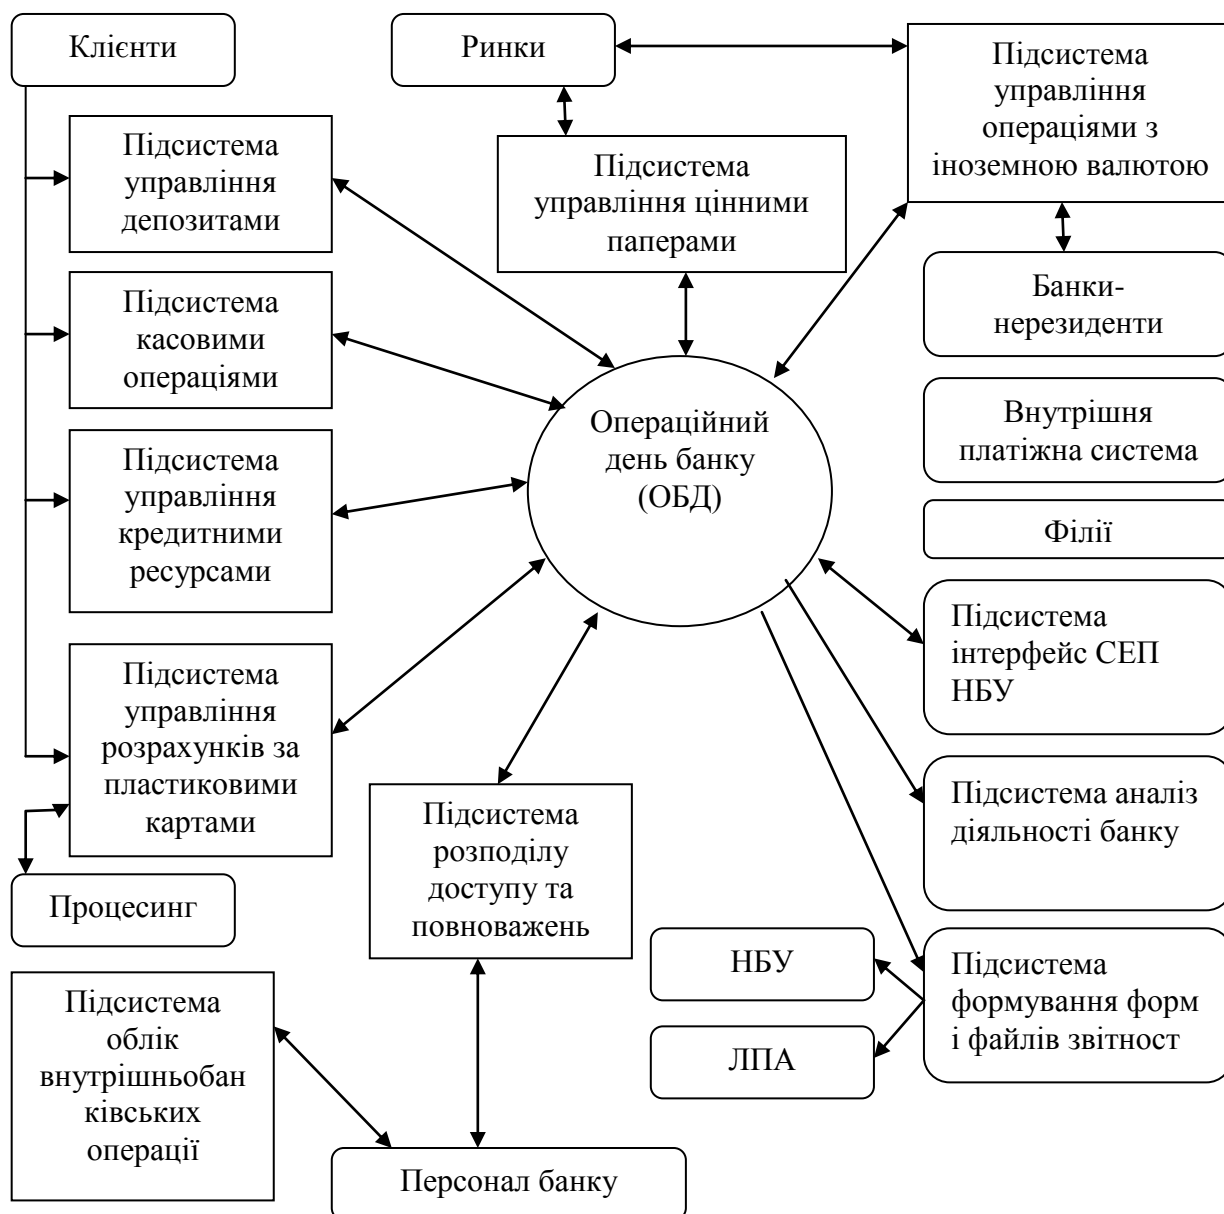 Клієнти
Ринки
Підсистема
управління
операціями з
іноземною валютою
Підсистема
управління
депозитами
Підсистема
управління цінними
паперами
Банки-
нерезиденти
Підсистема
касовими
операціями
Внутрішня
платіжна система
Операційний
день банку
(ОБД)
Підсистема
управління
кредитними
ресурсами
Філії
Підсистема
інтерфейс СЕП
НБУ
Підсистема
управління
розрахунків за
пластиковими
картами
Підсистема аналіз
діяльності банку
Підсистема
розподілу
доступу та
повноважень
Процесинг
НБУ
ЛПА
Підсистема
формування форм
і файлів звітност
Підсистема
облік
внутрішньобан
ківських
операції
Персонал банку